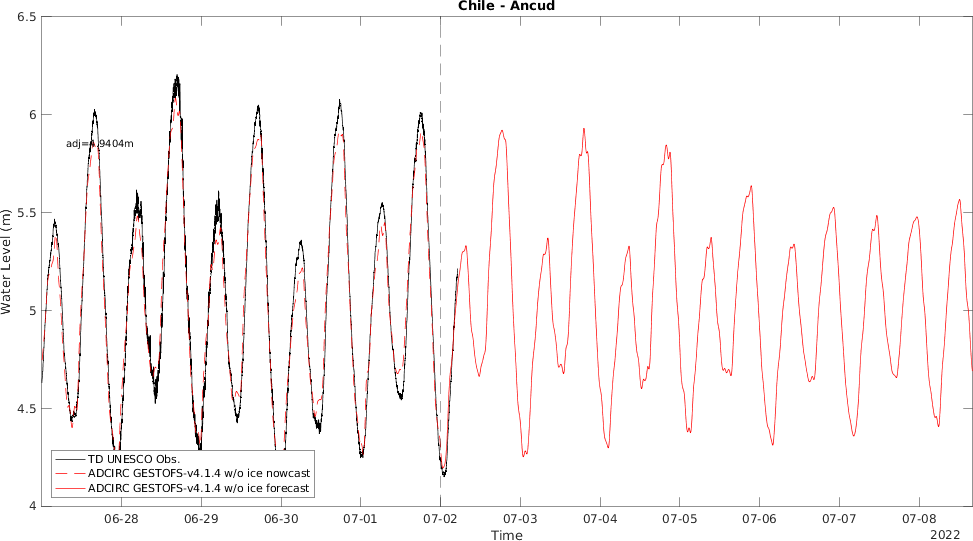 Chile - Ancud
6.5
6
5.5
5
4.5
4
Water Level (m)
adj=4.9404m
TD UNESCO Obs.
ADCIRC GESTOFS-v4.1.4 w/o ice nowcast
ADCIRC GESTOFS-v4.1.4 w/o ice forecast
06-28 06-29 06-30 07-01 07-02 07-03 07-04 07-05 07-06 07-07 07-08
Time
2022